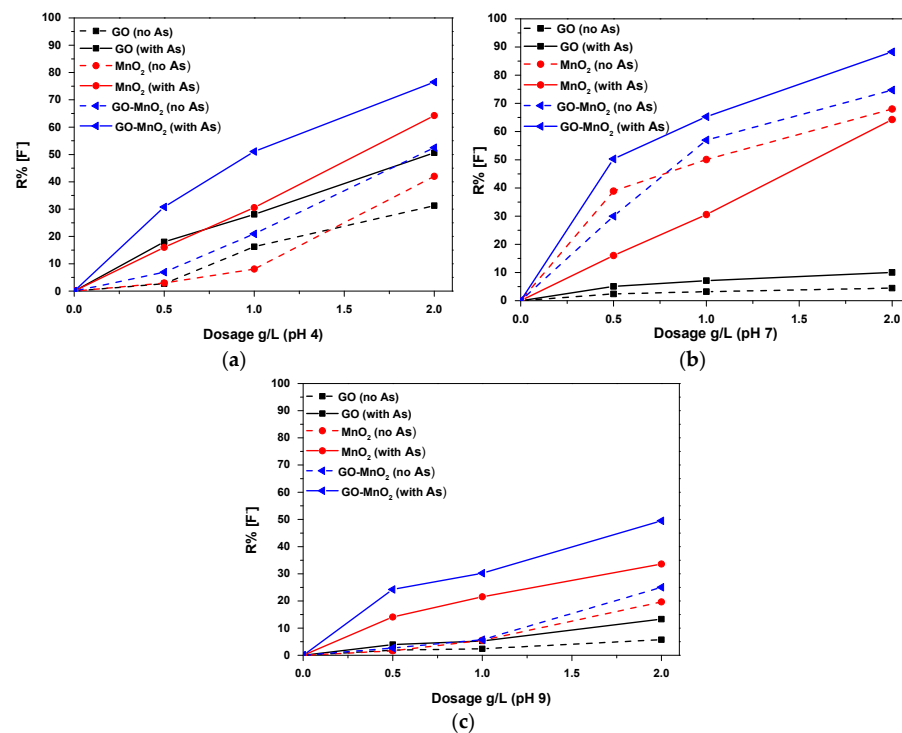 (a)
R% [F⁻]
100
90
80
70
60
50
40
30
20
10
0
GO (no As)
GO (with As)
MnO₂ (no As)
MnO₂ (with As)
GO-MnO₂ (no As)
GO-MnO₂ (with As)
0.0 0.5 1.0 1.5 2.0
Dosage g/L (pH 4)
(b)
R% [F⁻]
100
90
80
70
60
50
40
30
20
10
0
GO (no As)
GO (with As)
MnO₂ (no As)
MnO₂ (with As)
GO-MnO₂ (no As)
GO-MnO₂ (with As)
0.0 0.5 1.0 1.5 2.0
Dosage g/L (pH 7)
(c)
R% [F⁻]
100
90
80
70
60
50
40
30
20
10
0
GO (no As)
GO (with As)
MnO₂ (no As)
MnO₂ (with As)
GO-MnO₂ (no As)
GO-MnO₂ (with As)
0.0 0.5 1.0 1.5 2.0
Dosage g/L (pH 9)